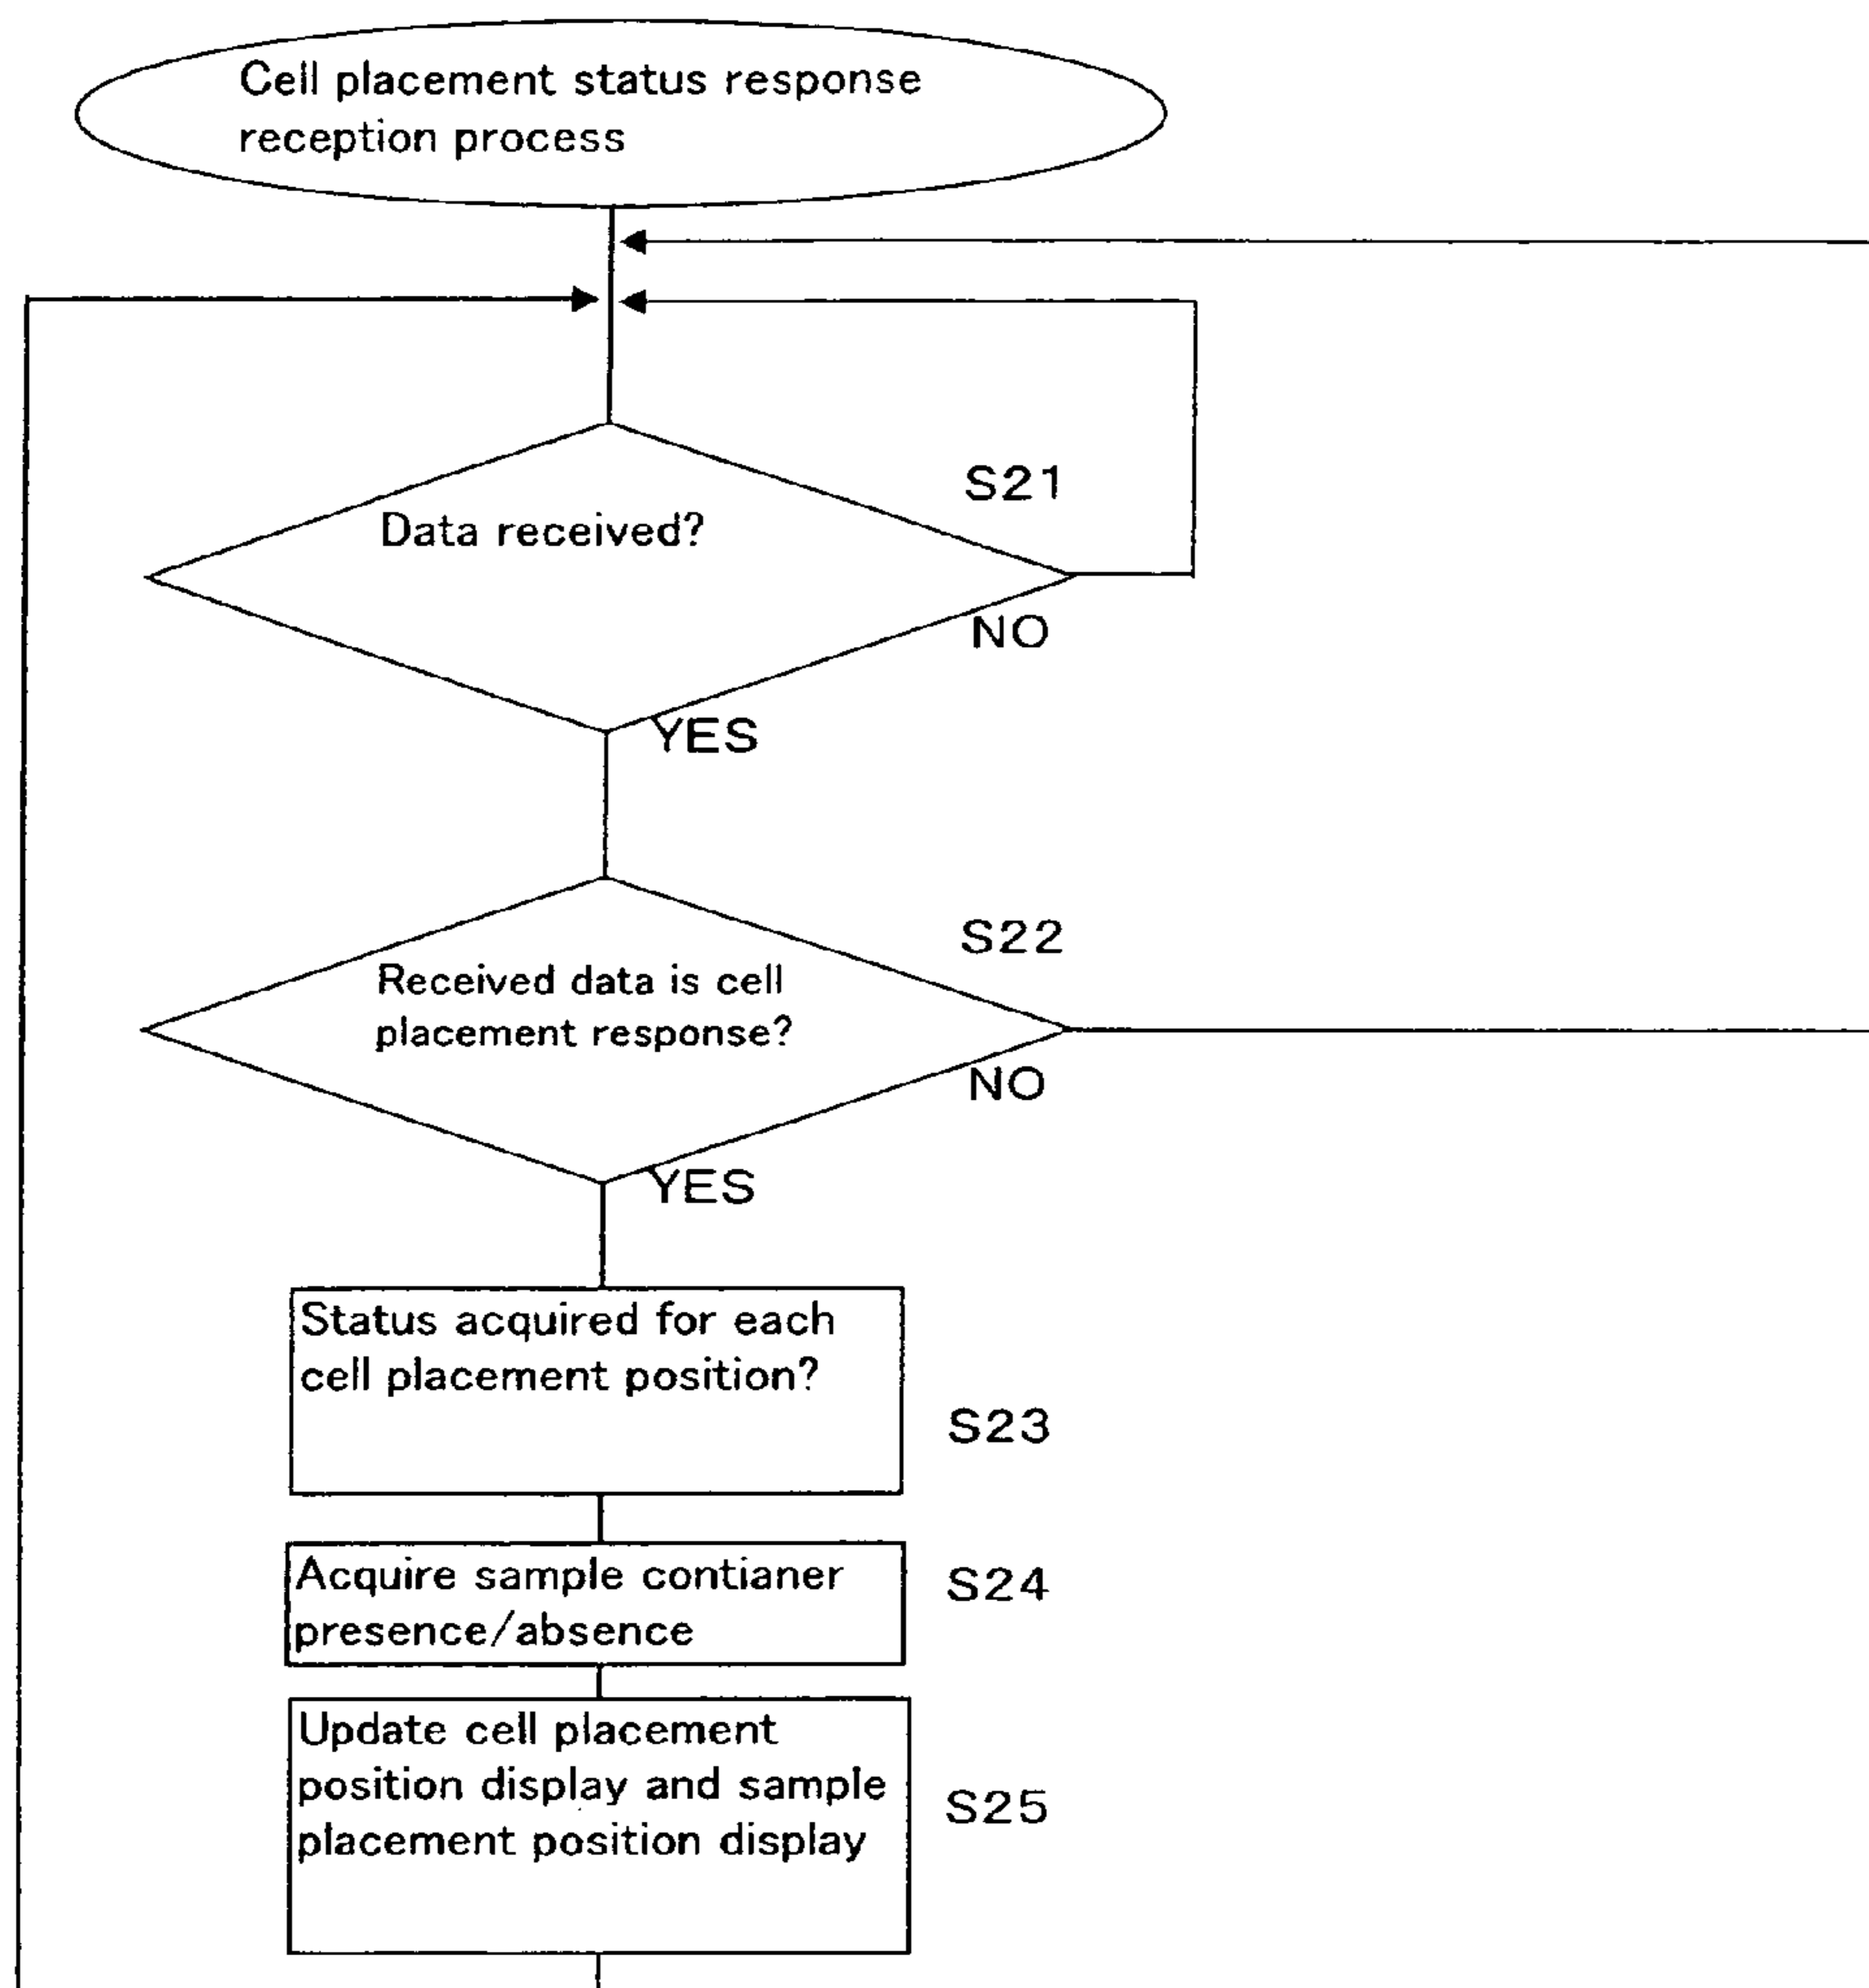 Cell placement status response
reception process
S21
Data received?
NO
YES
S22
Received data is cell
placement response?
NO
YES
Status acquired for each
cell placement position?
S23
Acquire sample contianer
presence/absence
S24
Update cell placement
position display and sample
placement position display
S25